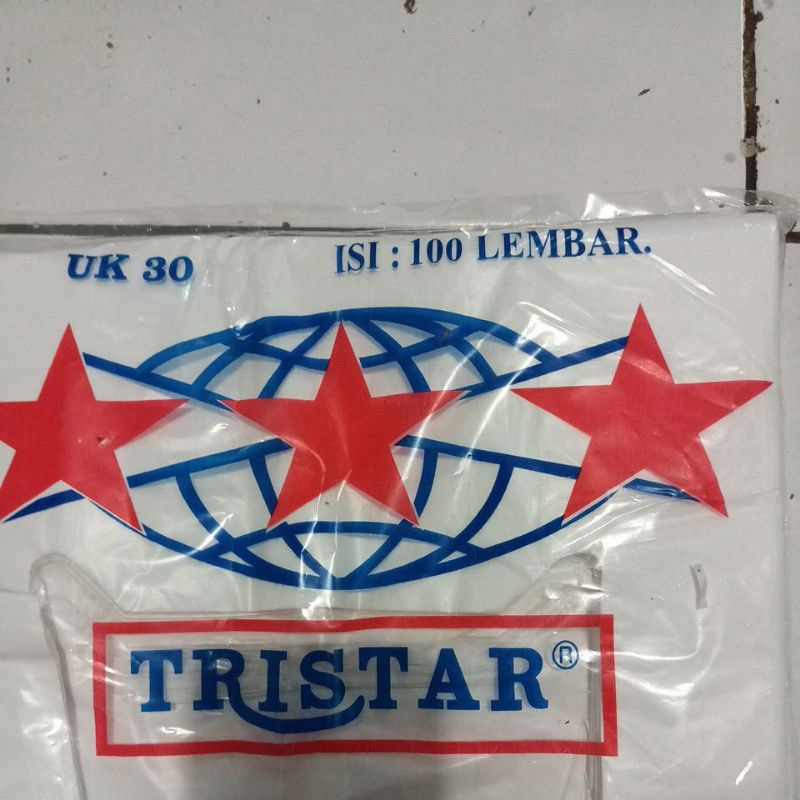 UK 30
ISI : 100 LEMBAR.
TRISTAR®